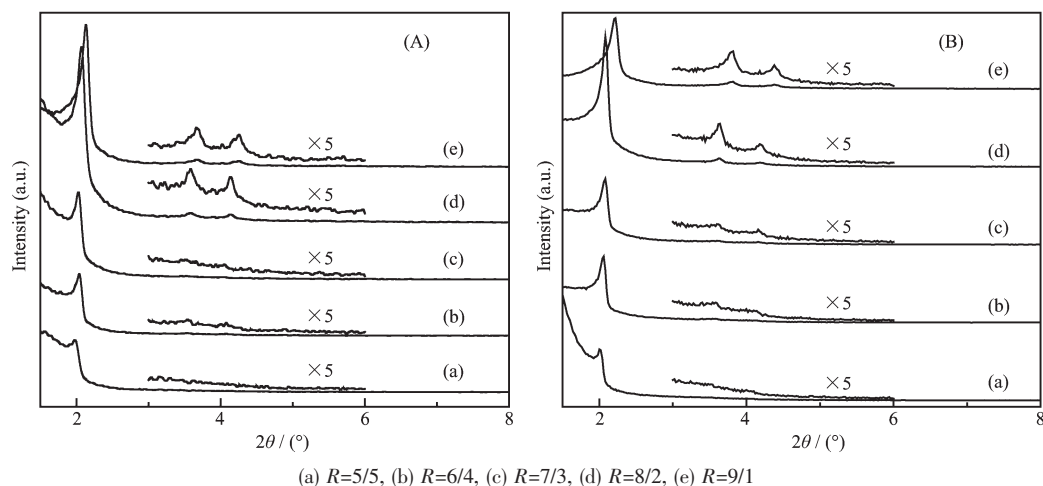 (A)
×5
(e)
×5
(d)
×5
(c)
×5
(b)
×5
(a)
Intensity (a.u.)
2 4 6 8
2θ / (°)
(B)
×5
(e)
×5
(d)
×5
(c)
×5
(b)
×5
(a)
Intensity (a.u.)
2 4 6 8
2θ / (°)
(a) R=5/5, (b) R=6/4, (c) R=7/3, (d) R=8/2, (e) R=9/1